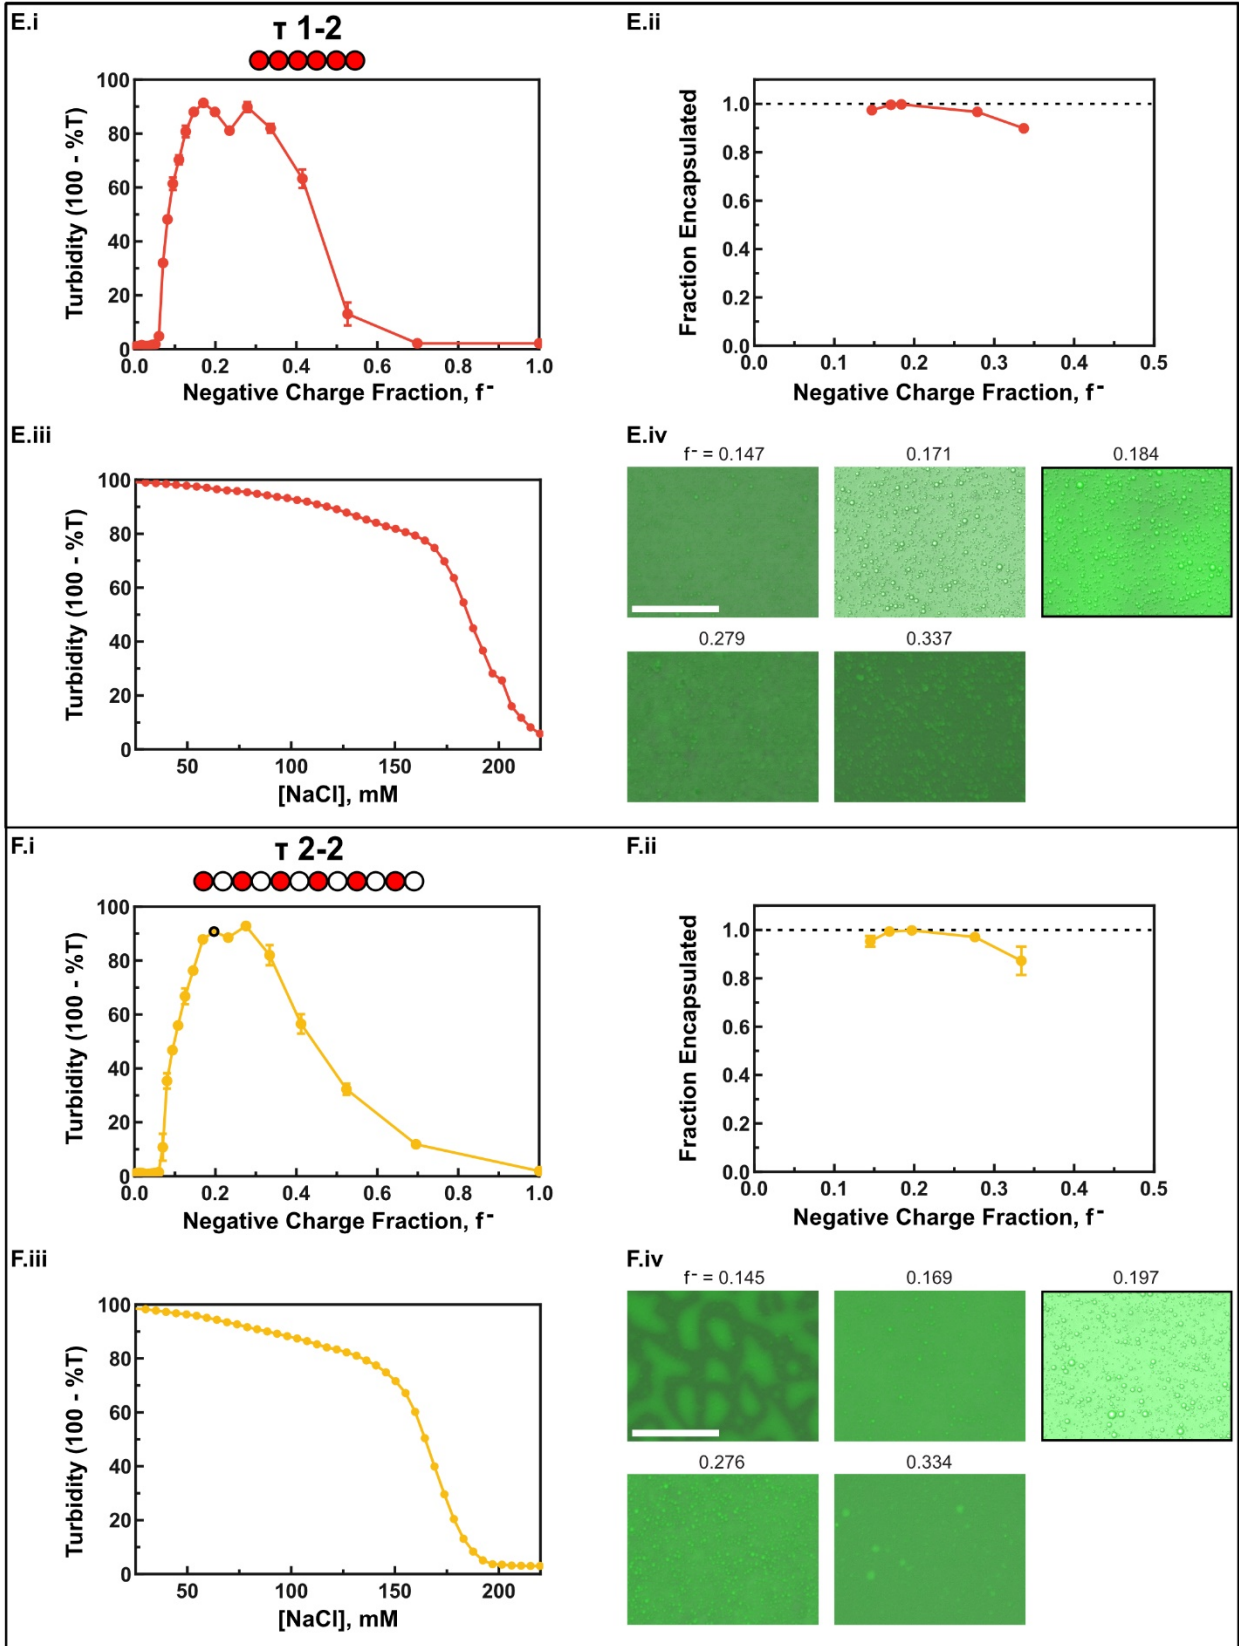 E.i
τ 1-2
100
80
60
40
20
0
Turbidity (100 - %T)
0.0 0.2 0.4 0.6 0.8 1.0
Negative Charge Fraction, f⁻
E.ii
1.0
0.8
0.6
0.4
0.2
0.0
Fraction Encapsulated
0.0 0.1 0.2 0.3 0.4 0.5
Negative Charge Fraction, f⁻
E.iii
100
80
60
40
20
0
Turbidity (100 - %T)
50 100 150 200
[NaCl], mM
E.iv
f⁻ = 0.147 0.171 0.184
0.279 0.337
F.i
τ 2-2
100
80
60
40
20
0
Turbidity (100 - %T)
0.0 0.2 0.4 0.6 0.8 1.0
Negative Charge Fraction, f⁻
F.ii
1.0
0.8
0.6
0.4
0.2
0.0
Fraction Encapsulated
0.0 0.1 0.2 0.3 0.4 0.5
Negative Charge Fraction, f⁻
F.iii
100
80
60
40
20
0
Turbidity (100 - %T)
50 100 150 200
[NaCl], mM
F.iv
f⁻ = 0.145 0.169 0.197
0.276 0.334